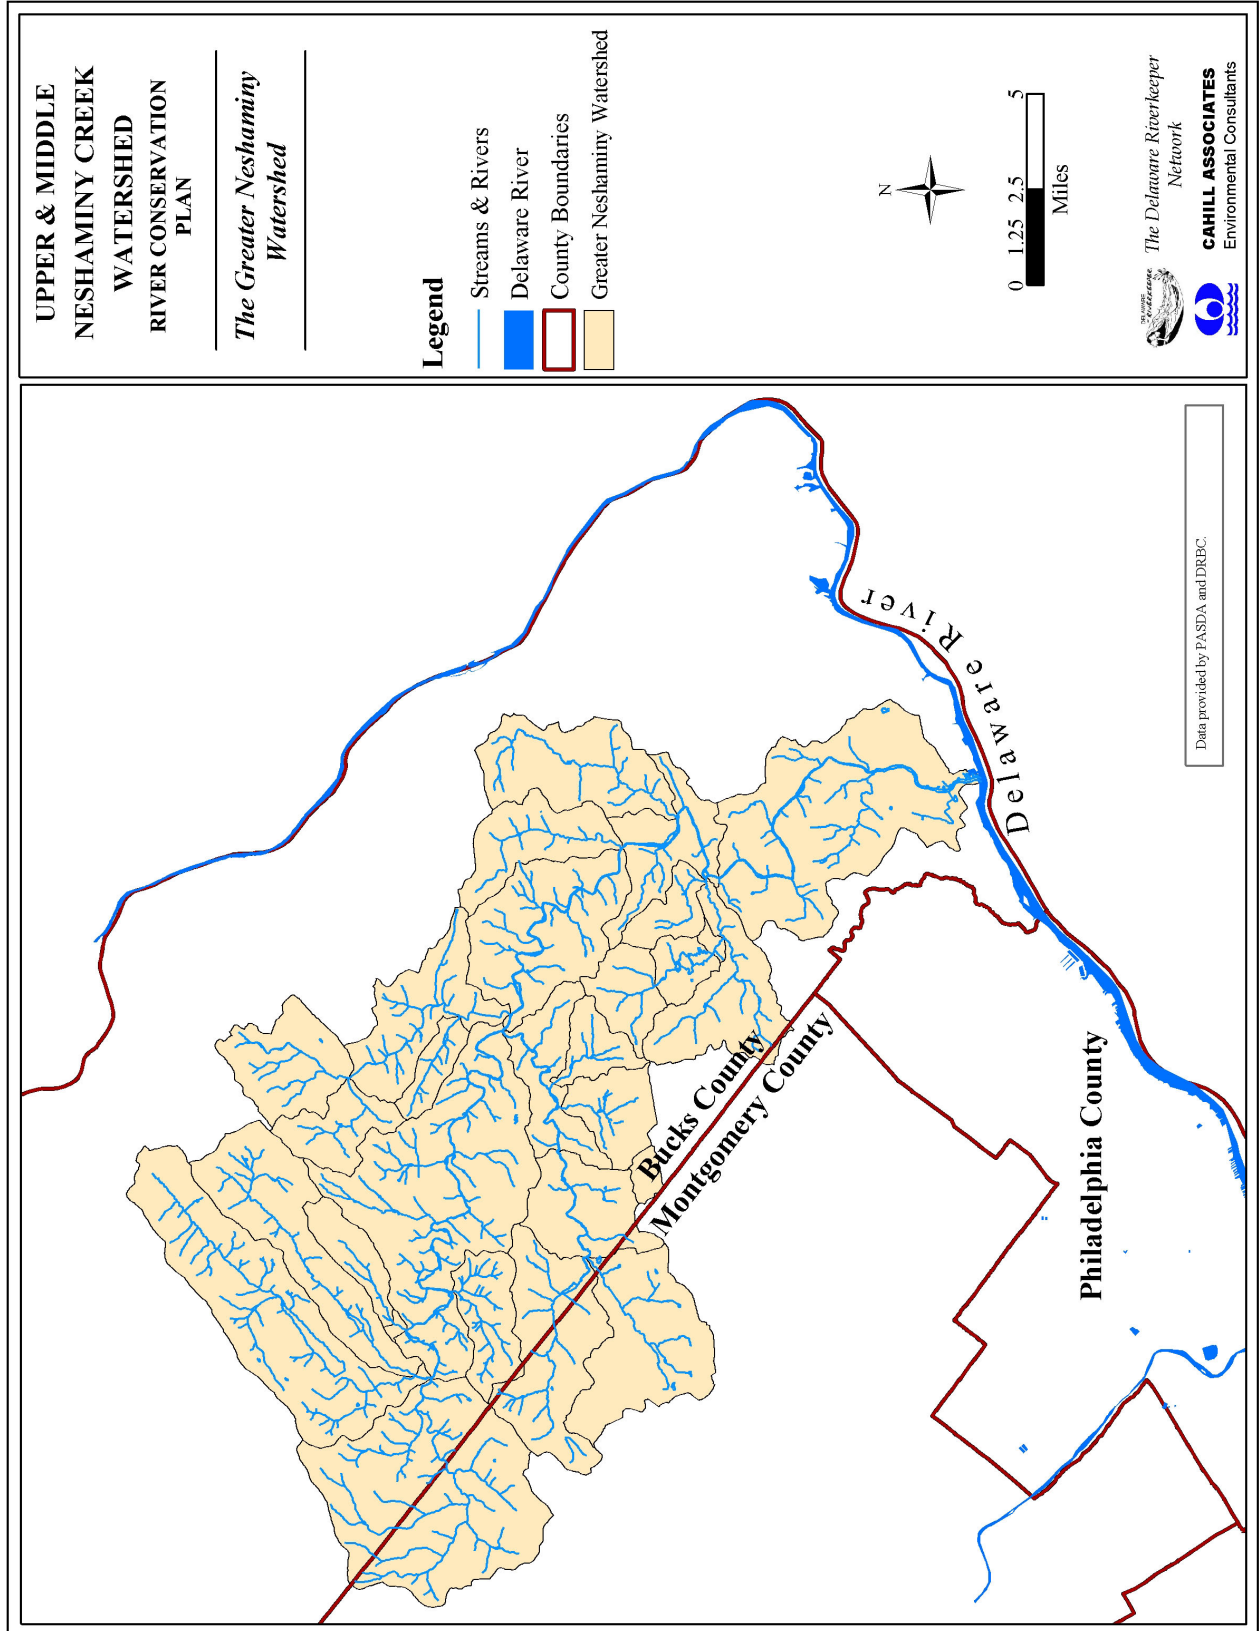 UPPER & MIDDLE
NESHAMINY CREEK
WATERSHED
RIVER CONSERVATION
PLAN
The Greater Neshaminy
Watershed
Legend
Streams & Rivers
Delaware River
County Boundaries
Greater Neshaminy Watershed
N
0 1.25 2.5 5
Miles
The Delaware Riverkeeper
Network
CAHILL ASSOCIATES
Environmental Consultants
Delaware River
Bucks County
Montgomery County
Philadelphia County
Data provided by PASDA and DRBC.